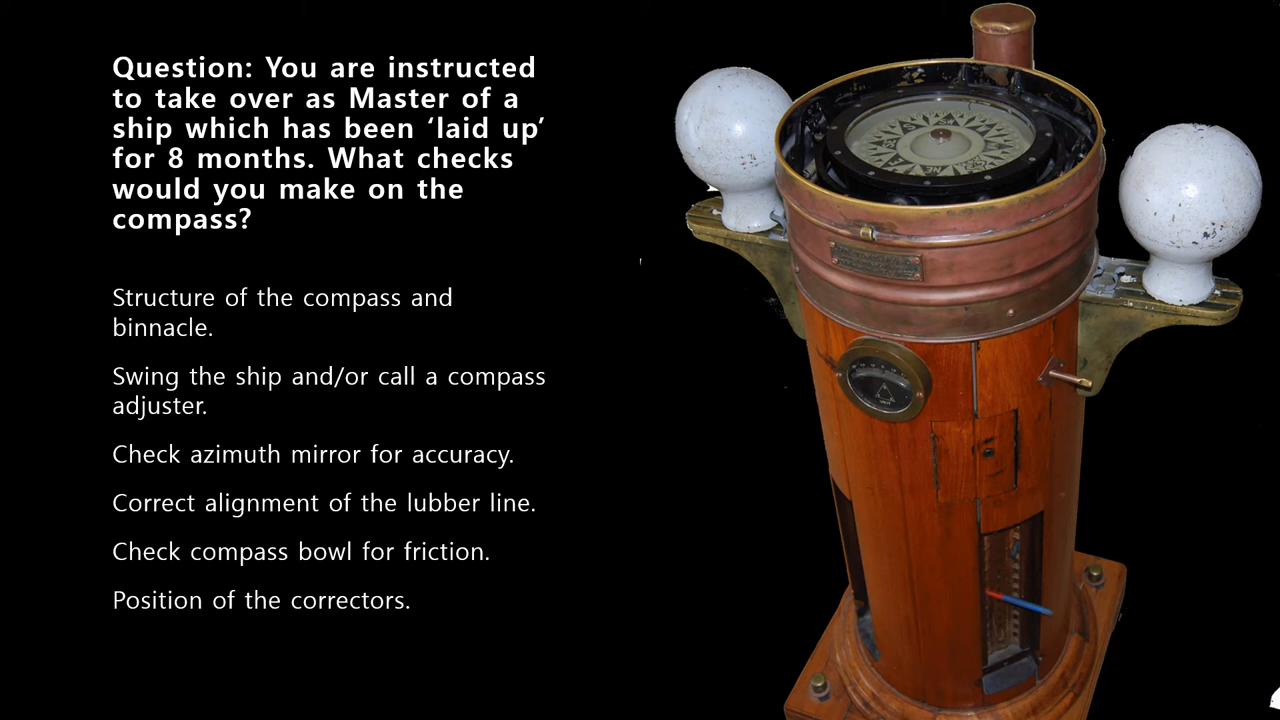 Question: You are instructed
to take over as Master of a
ship which has been ‘laid up’
for 8 months. What checks
would you make on the
compass?
Structure of the compass and
binnacle.
Swing the ship and/or call a compass
adjuster.
Check azimuth mirror for accuracy.
Correct alignment of the lubber line.
Check compass bowl for friction.
Position of the correctors.